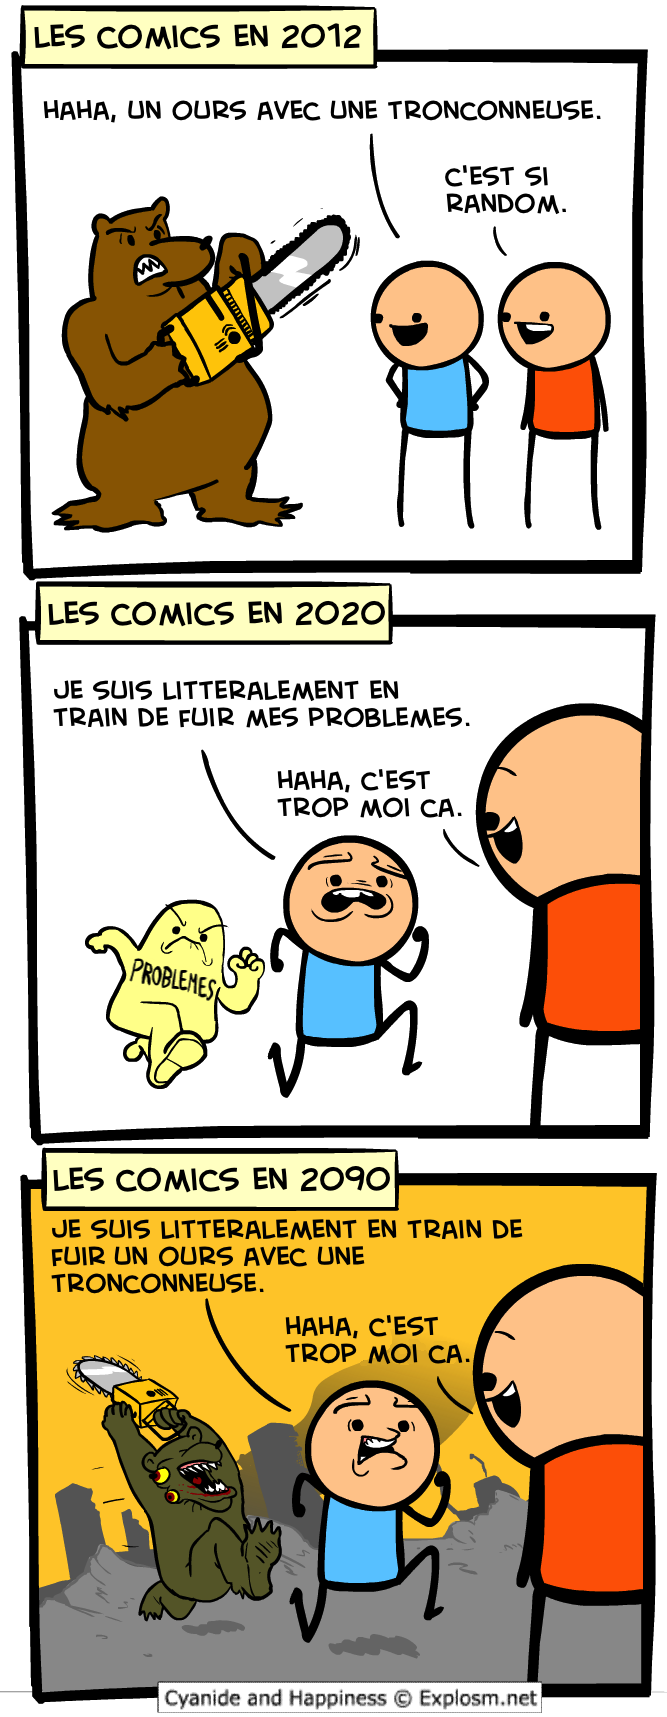 LES COMICS EN 2012
HAHA, UN OURS AVEC UNE TRONCONNEUSE.
C'EST SI
RANDOM.
LES COMICS EN 2020
JE SUIS LITTERALEMENT EN
TRAIN DE FUIR MES PROBLEMES.
HAHA, C'EST
TROP MOI CA.
PROBLEMES
LES COMICS EN 2090
JE SUIS LITTERALEMENT EN TRAIN DE
FUIR UN OURS AVEC UNE
TRONCONNEUSE.
HAHA, C'EST
TROP MOI CA.
Cyanide and Happiness © Explosm.net